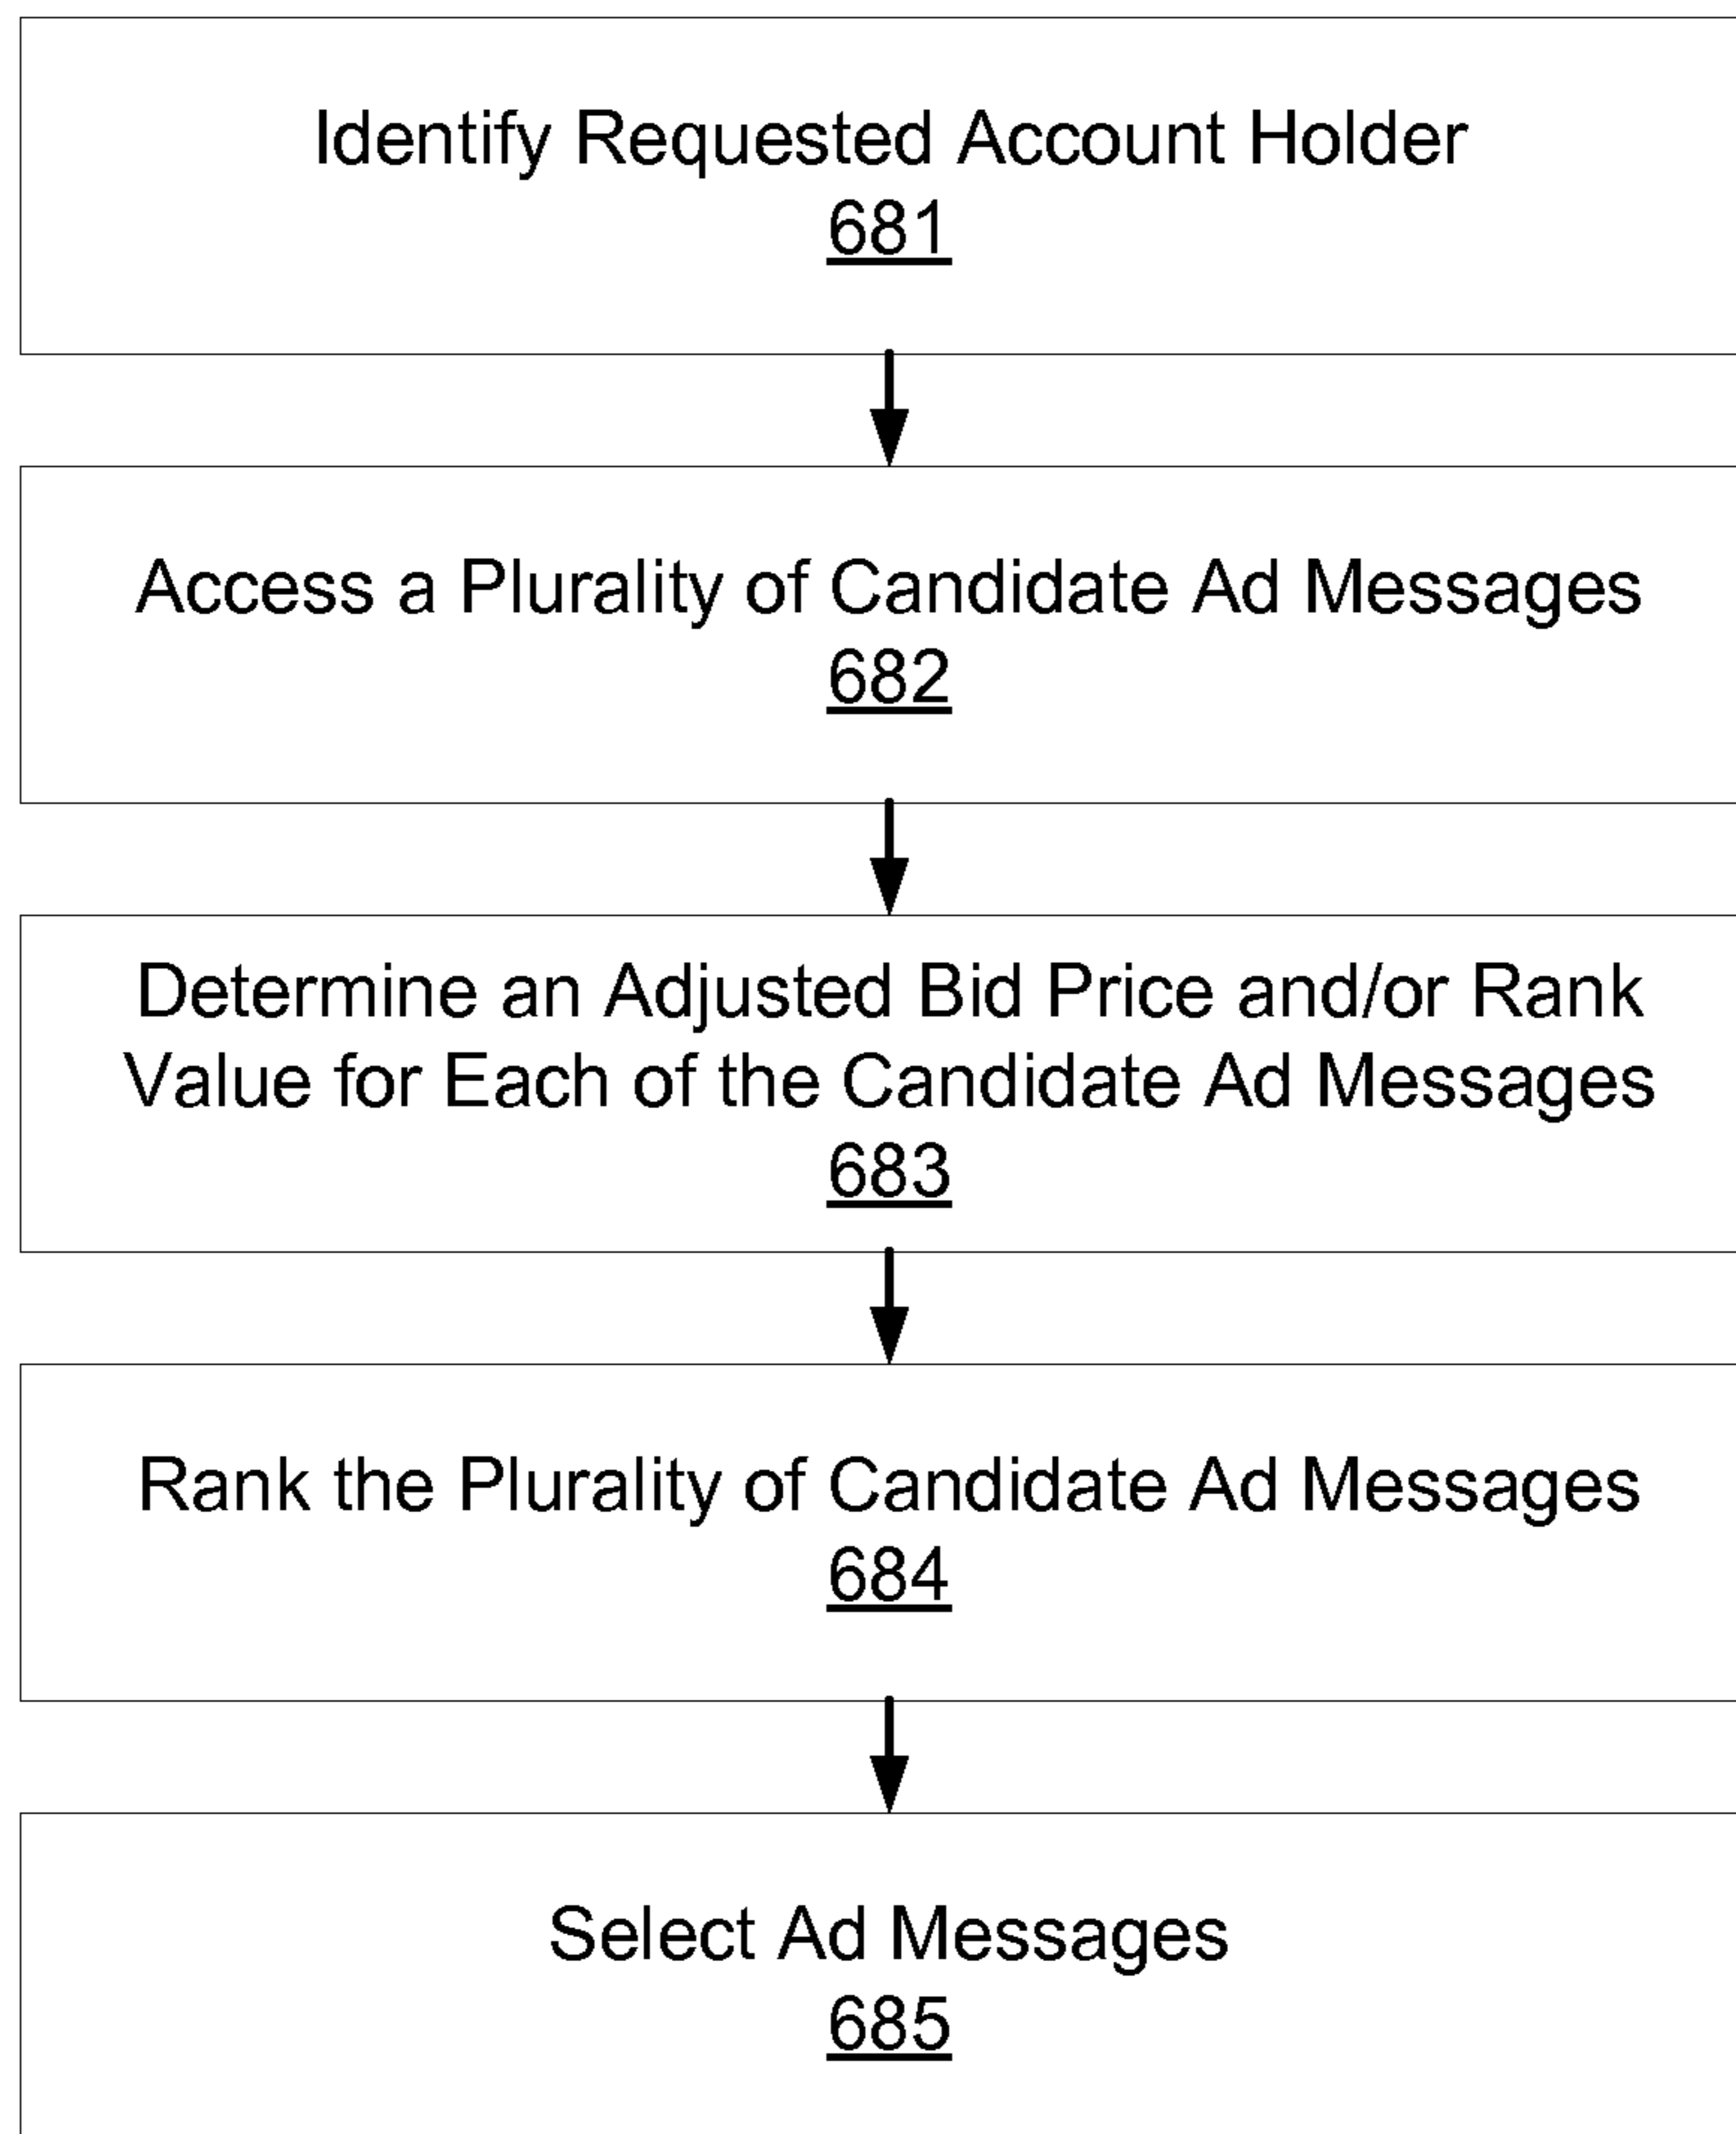 Identify Requested Account Holder
681
Access a Plurality of Candidate Ad Messages
682
Determine an Adjusted Bid Price and/or Rank
Value for Each of the Candidate Ad Messages
683
Rank the Plurality of Candidate Ad Messages
684
Select Ad Messages
685